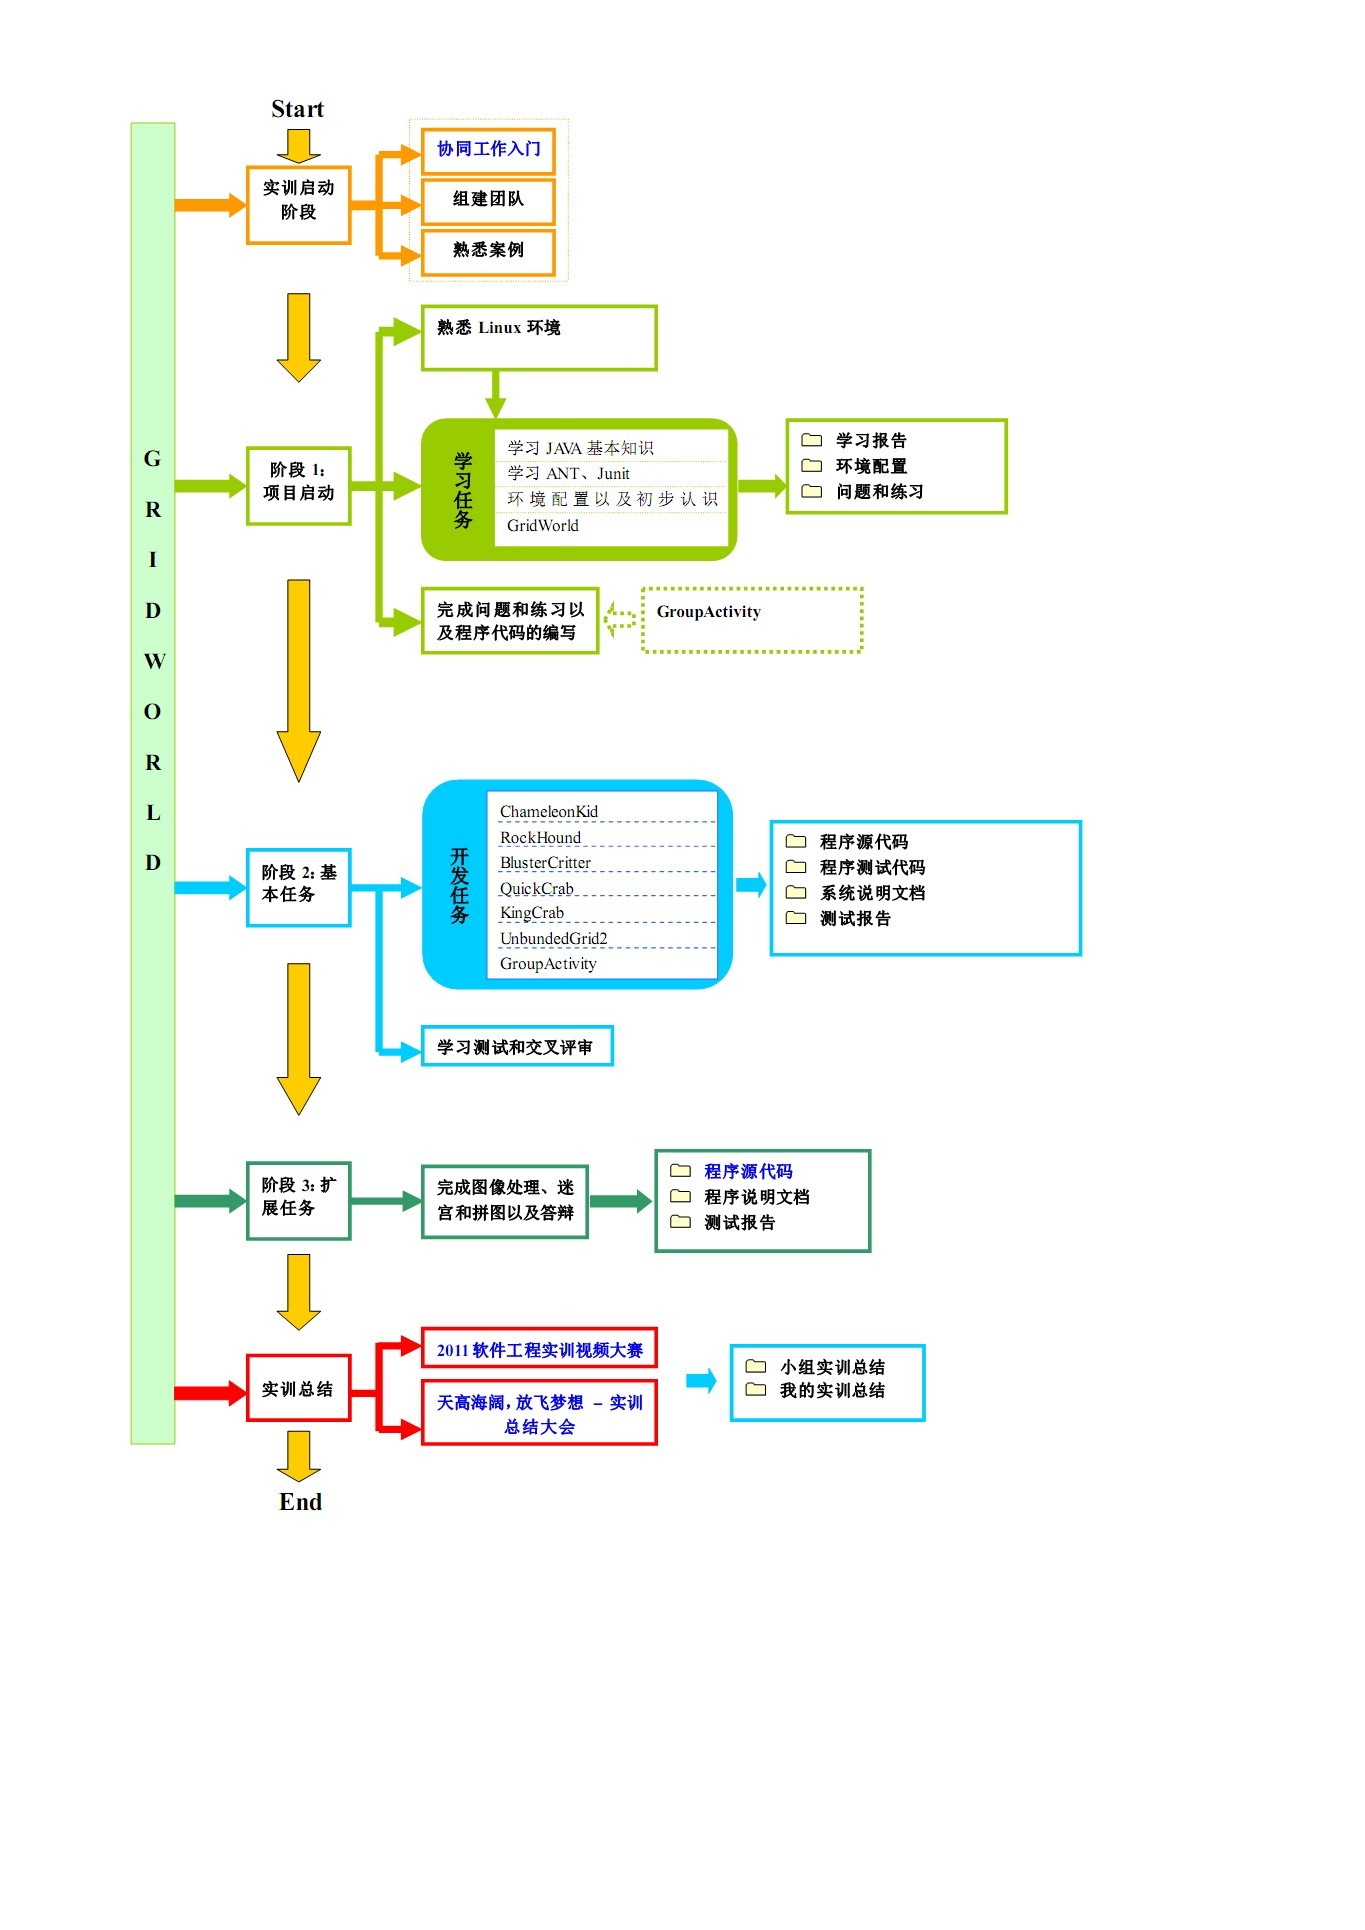 Start
实训启动
阶段
协同工作入门
组建团队
熟悉案例
GRIDWORLD
熟悉 Linux 环境
阶段 1：
项目启动
学习任务
学习 JAVA 基本知识
学习 ANT、Junit
环境配置以及初步认识
GridWorld
学习报告
环境配置
问题和练习
完成问题和练习以
及程序代码的编写
GroupActivity
阶段 2：基
本任务
开发任务
ChameleonKid
RockHound
BlusterCritter
QuickCrab
KingCrab
UnbundedGrid2
GroupActivity
程序源代码
程序测试代码
系统说明文档
测试报告
学习测试和交叉评审
阶段 3：扩
展任务
完成图像处理、迷
宫和拼图以及答辩
程序源代码
程序说明文档
测试报告
实训总结
2011 软件工程实训视频大赛
天高海阔，放飞梦想 – 实训
总结大会
小组实训总结
我的实训总结
End